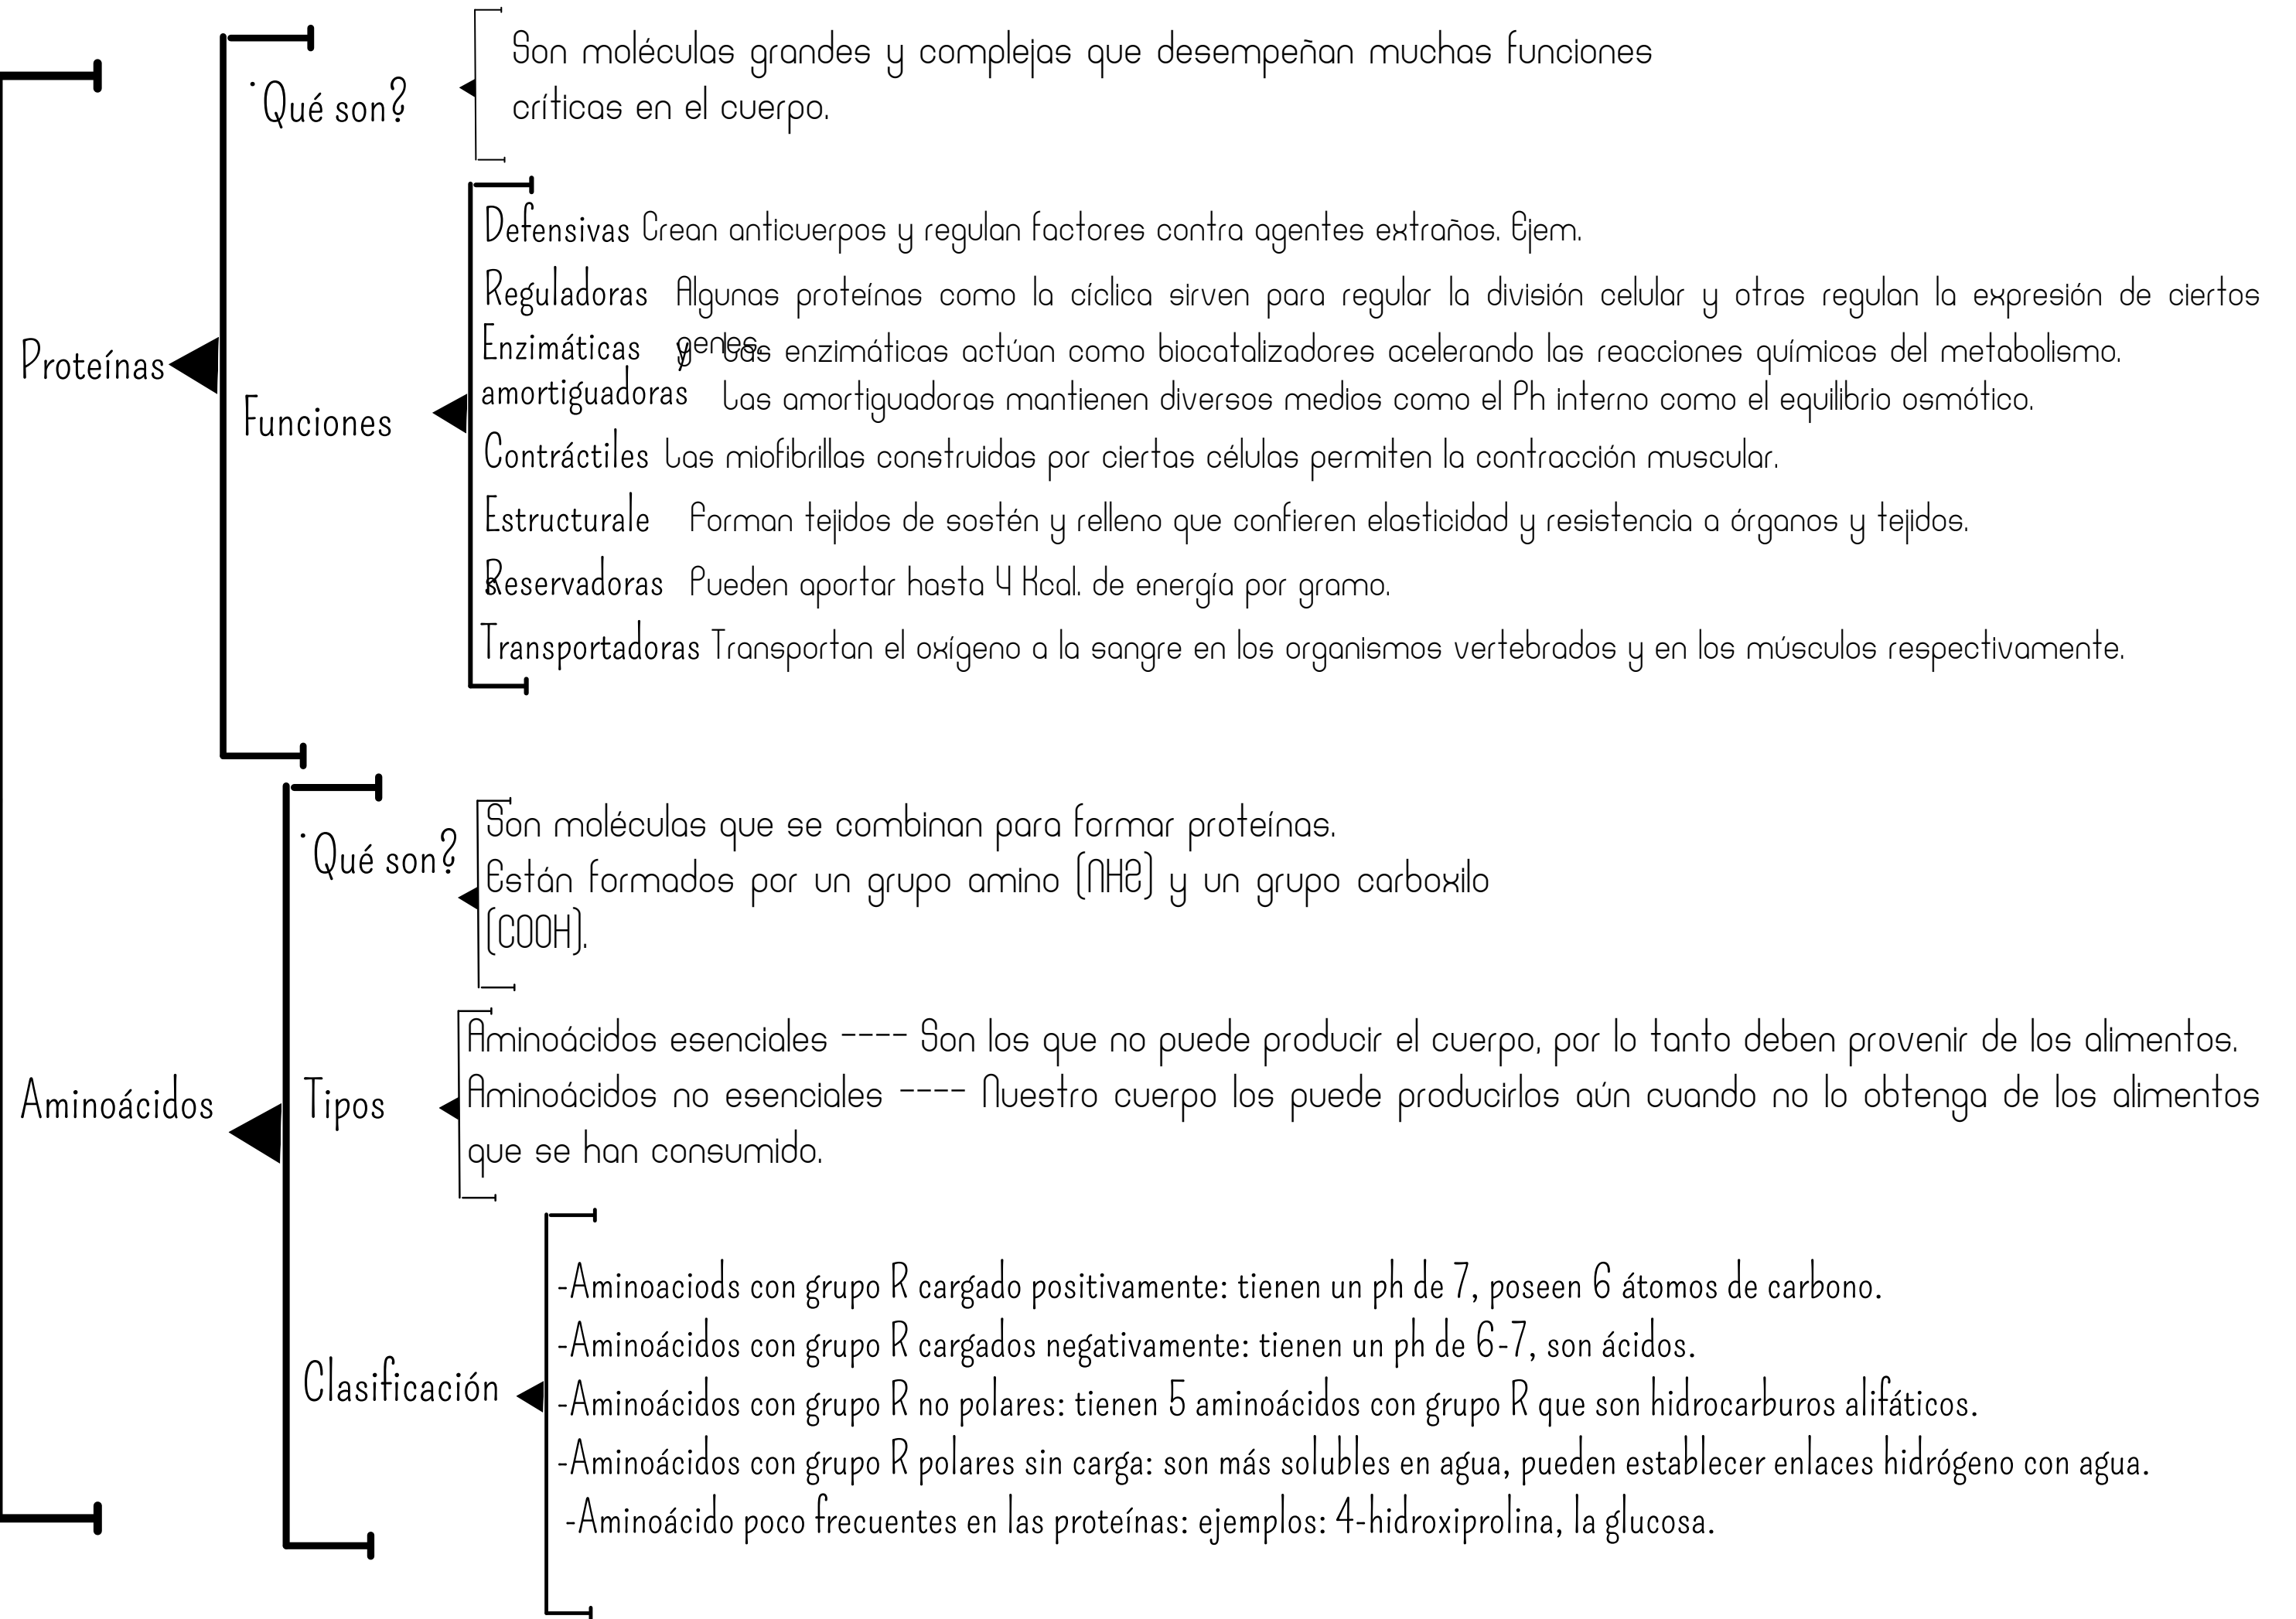 Son moléculas grandes y complejas que desempeñan muchas funciones
críticas en el cuerpo.
˙Qué son?
Proteínas
Funciones
Defensivas Crean anticuerpos y regulan factores contra agentes extraños. Ejem.
Reguladoras Algunas proteínas como la cíclica sirven para regular la división celular y otras regulan la expresión de ciertos
genes.
Enzimáticas y Las enzimáticas actúan como biocatalizadores acelerando las reacciones químicas del metabolismo.
amortiguadoras Las amortiguadoras mantienen diversos medios como el Ph interno como el equilibrio osmótico.
Contráctiles Las miofibrillas construidas por ciertas células permiten la contracción muscular.
Estructurale Forman tejidos de sostén y relleno que confieren elasticidad y resistencia a órganos y tejidos.
s
Reservadoras Pueden aportar hasta 4 Kcal. de energía por gramo.
Transportadoras Transportan el oxígeno a la sangre en los organismos vertebrados y en los músculos respectivamente.
Aminoácidos
˙Qué son?
Son moléculas que se combinan para formar proteínas.
Están formados por un grupo amino (NH2) y un grupo carboxilo
(COOH).
Tipos
Aminoácidos esenciales ---- Son los que no puede producir el cuerpo, por lo tanto deben provenir de los alimentos.
Aminoácidos no esenciales ---- Nuestro cuerpo los puede producirlos aún cuando no lo obtenga de los alimentos
que se han consumido.
Clasificación
-Aminoaciods con grupo R cargado positivamente: tienen un ph de 7, poseen 6 átomos de carbono.
-Aminoácidos con grupo R cargados negativamente: tienen un ph de 6-7, son ácidos.
-Aminoácidos con grupo R no polares: tienen 5 aminoácidos con grupo R que son hidrocarburos alifáticos.
-Aminoácidos con grupo R polares sin carga: son más solubles en agua, pueden establecer enlaces hidrógeno con agua.
-Aminoácido poco frecuentes en las proteínas: ejemplos: 4-hidroxiprolina, la glucosa.